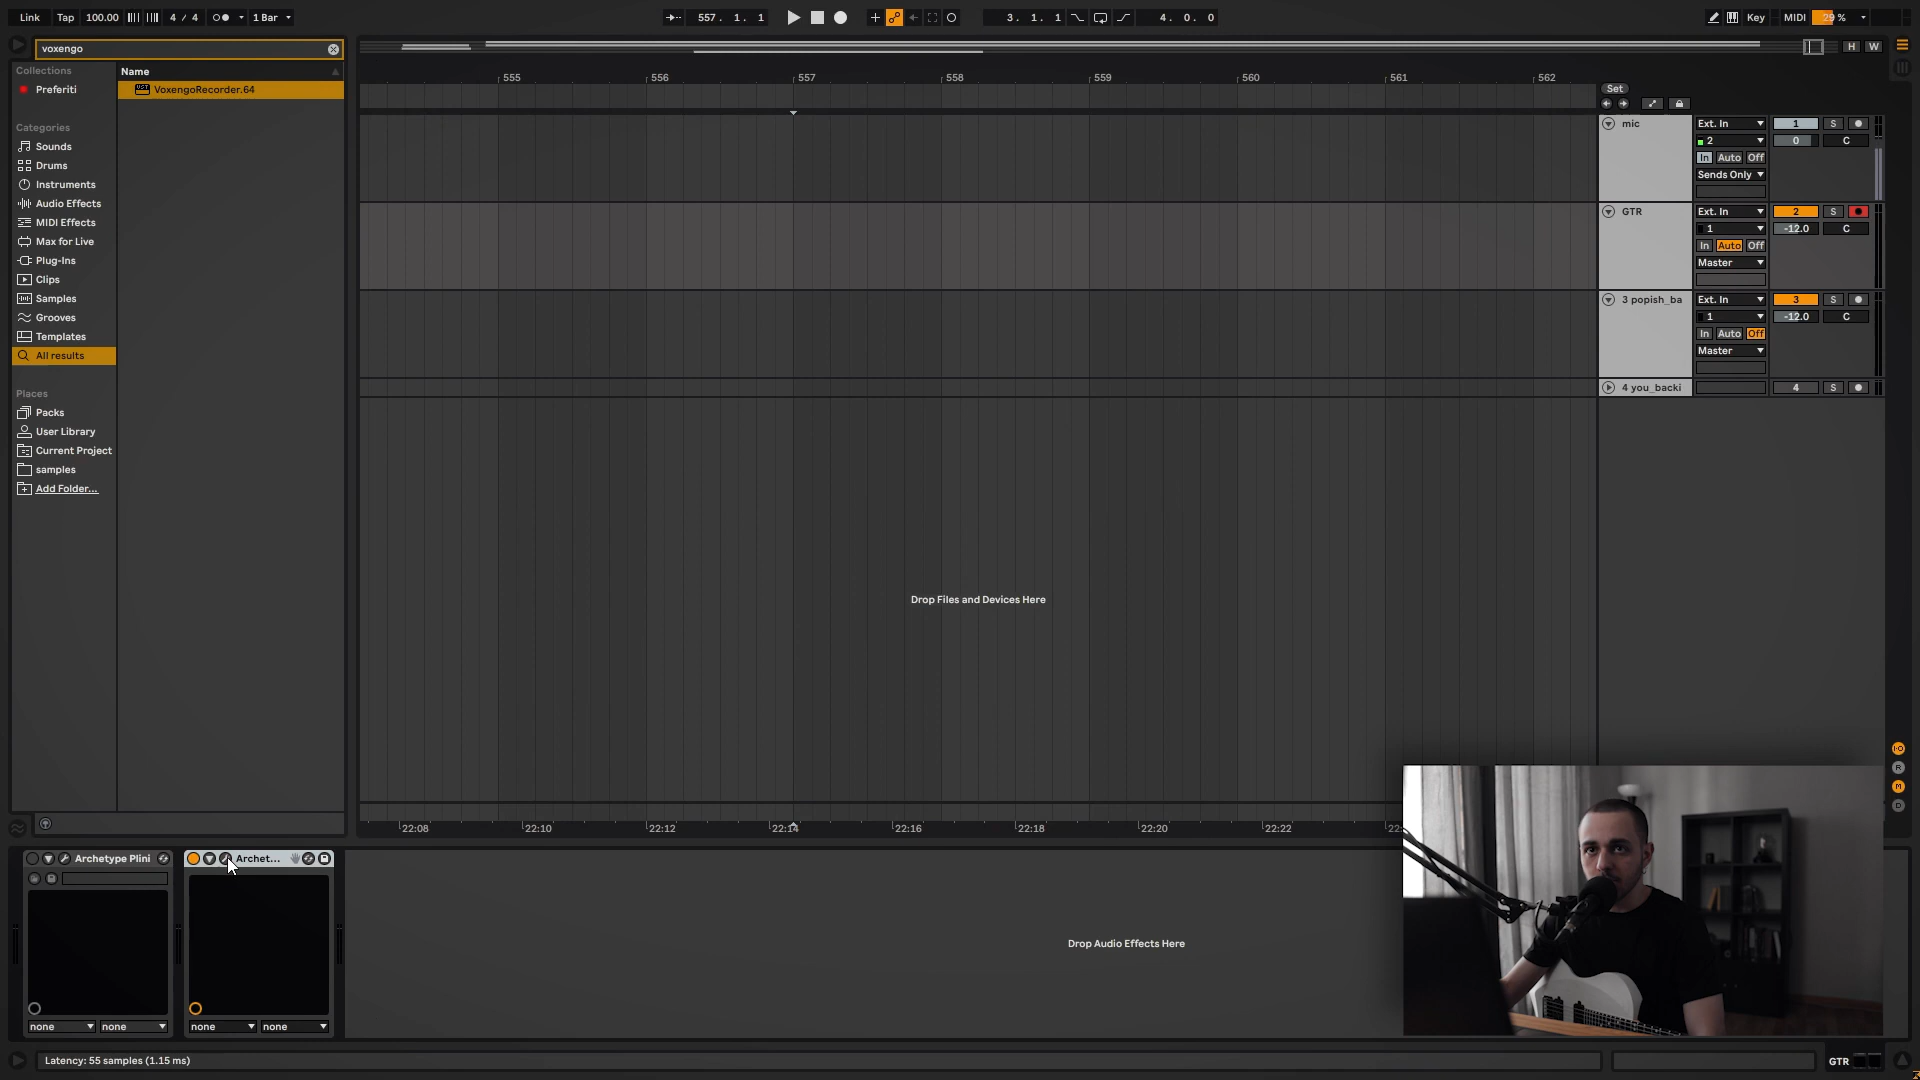 Link Tap 100.00 4 / 4 1 Bar 557. 1. 1 3. 1. 1 4. 0. 0 Key MIDI 29 %
voxengo
H W
Collections
Name
Preferiti
VoxengoRecorder.64
555 556 557 558 559 560 561 562
Set
Categories
Sounds
Drums
Instruments
Audio Effects
MIDI Effects
Max for Live
Plug-Ins
Clips
Samples
Grooves
Templates
All results
Places
Packs
User Library
Current Project
samples
Add Folder...
mic Ext. In 1 S
2 0 C
In Auto Off
Sends Only
GTR Ext. In 2 S
1 -12.0 C
In Auto Off
Master
3 popish_ba Ext. In 3 S
1 -12.0 C
In Auto Off
Master
4 you_backi 4 S
Drop Files and Devices Here
22:08 22:10 22:12 22:14 22:16 22:18 22:20 22:22
R
M
D
Archetype Plini Archet...
Drop Audio Effects Here
none none none none
Latency: 55 samples (1.15 ms)
GTR